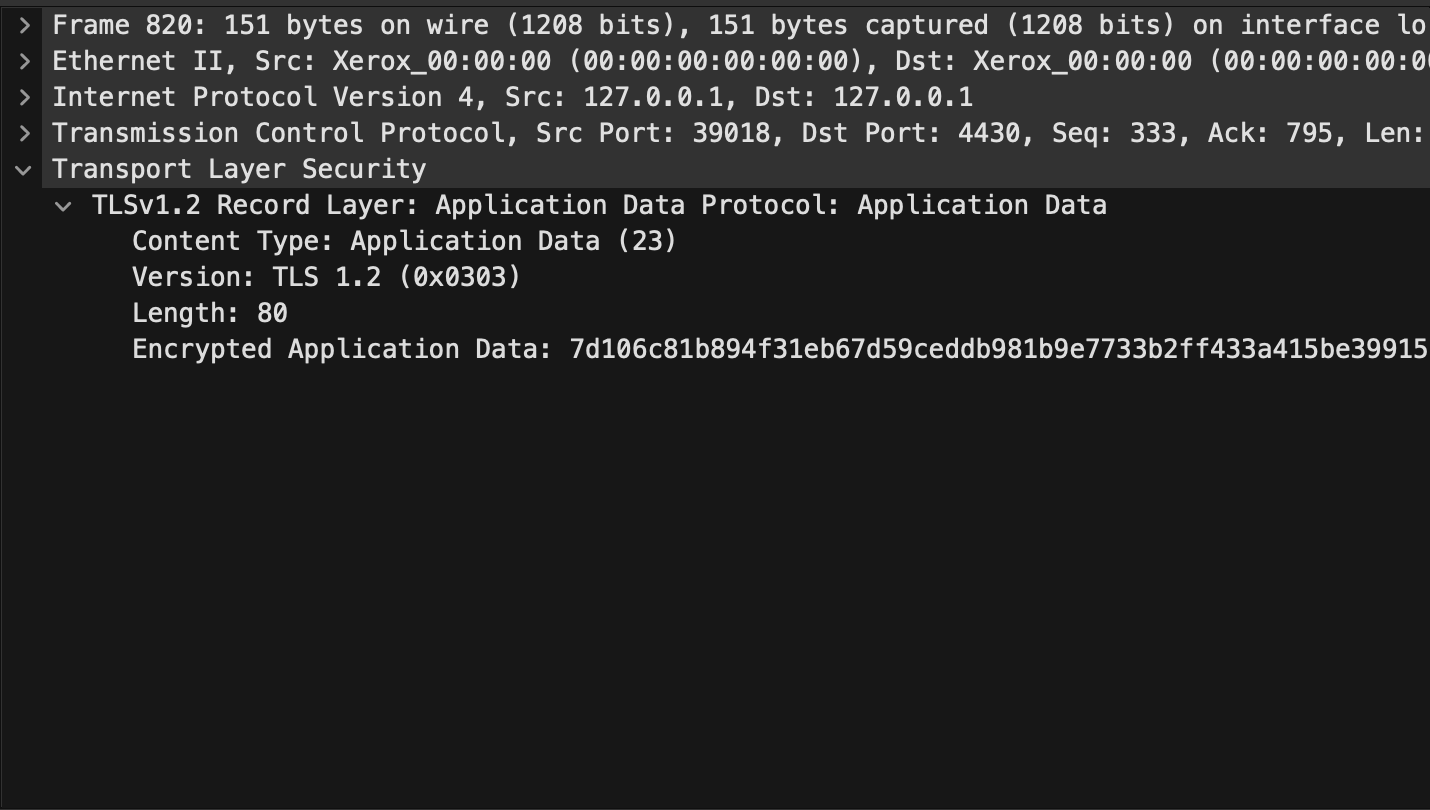 Frame 820: 151 bytes on wire (1208 bits), 151 bytes captured (1208 bits) on interface lo
Ethernet II, Src: Xerox_00:00:00 (00:00:00:00:00:00), Dst: Xerox_00:00:00 (00:00:00:00:0
Internet Protocol Version 4, Src: 127.0.0.1, Dst: 127.0.0.1
Transmission Control Protocol, Src Port: 39018, Dst Port: 4430, Seq: 333, Ack: 795, Len:
Transport Layer Security
TLSv1.2 Record Layer: Application Data Protocol: Application Data
Content Type: Application Data (23)
Version: TLS 1.2 (0x0303)
Length: 80
Encrypted Application Data: 7d106c81b894f31eb67d59ceddb981b9e7733b2ff433a415be39915